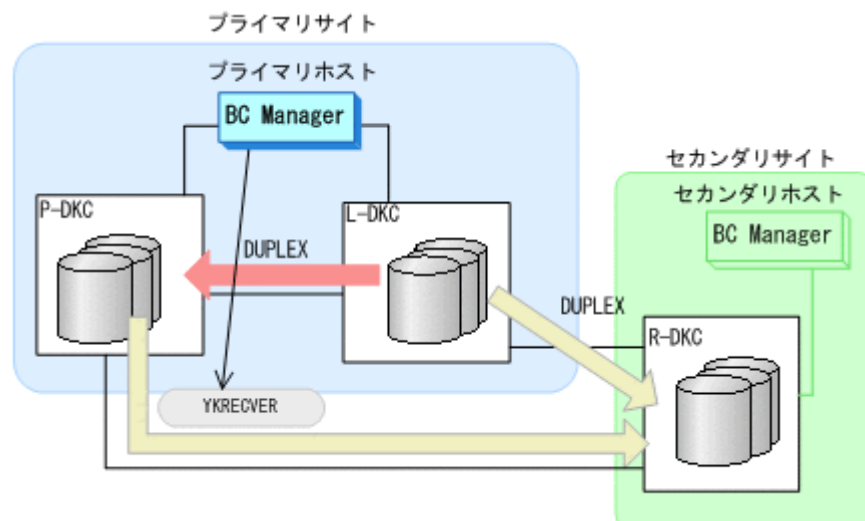 プライマリサイト
プライマリホスト
BC Manager
セカンダリサイト
セカンダリホスト
BC Manager
P-DKC
L-DKC
DUPLEX
DUPLEX
R-DKC
YKRECVER